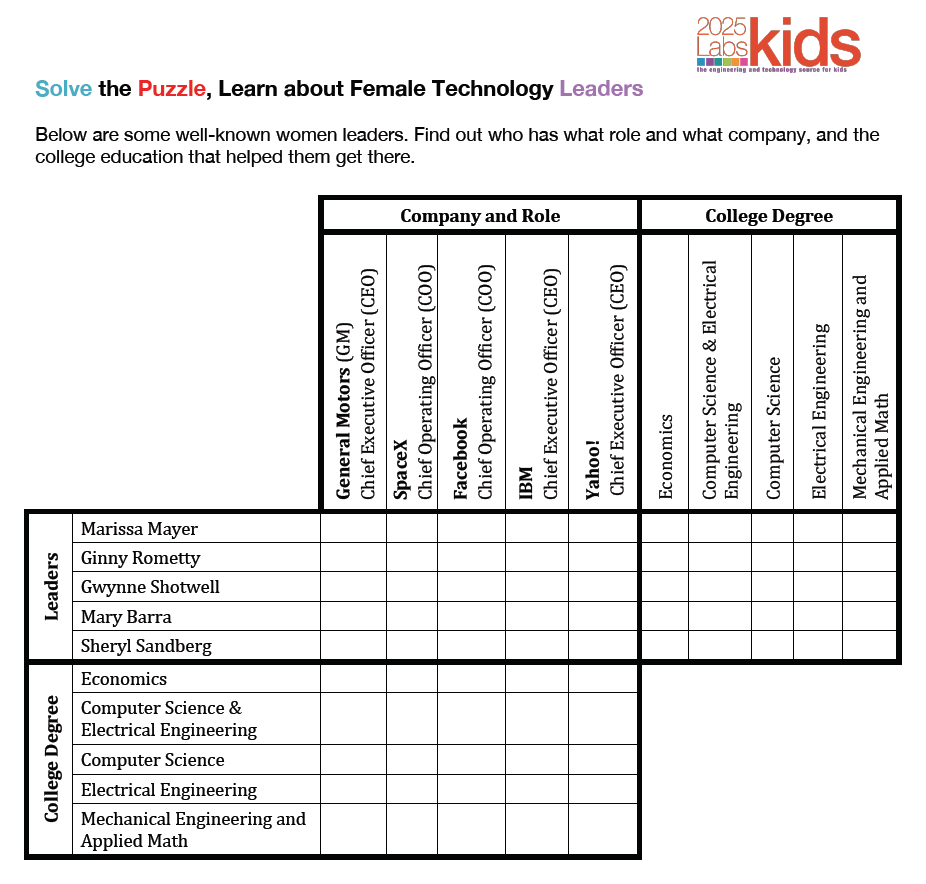 2025
Labs
kids
the engineering and technology source for kids
Solve the Puzzle, Learn about Female Technology Leaders
Below are some well-known women leaders. Find out who has what role and what company, and the
college education that helped them get there.
Company and Role
College Degree
General Motors (GM)
Chief Executive Officer (CEO)
SpaceX
Chief Operating Officer (COO)
Facebook
Chief Operating Officer (COO)
IBM
Chief Executive Officer (CEO)
Yahoo!
Chief Executive Officer (CEO)
Economics
Computer Science & Electrical
Engineering
Computer Science
Electrical Engineering
Mechanical Engineering and
Applied Math
Leaders
Marissa Mayer
Ginny Rometty
Gwynne Shotwell
Mary Barra
Sheryl Sandberg
College Degree
Economics
Computer Science &
Electrical Engineering
Computer Science
Electrical Engineering
Mechanical Engineering and
Applied Math